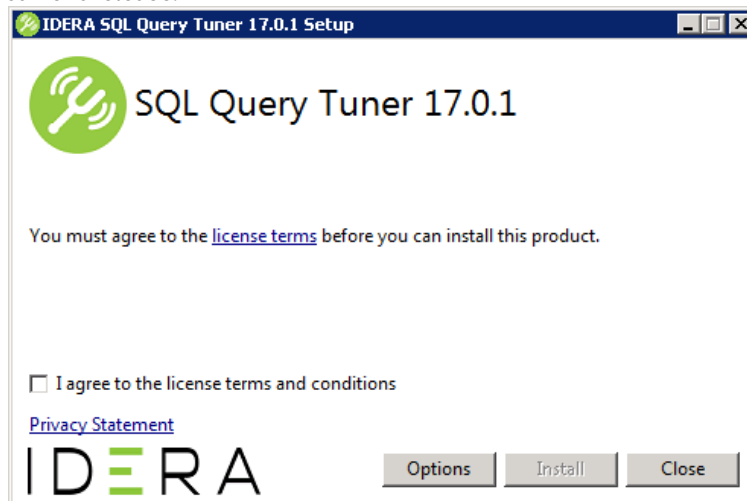 IDERA SQL Query Tuner 17.0.1 Setup
SQL Query Tuner 17.0.1
You must agree to the license terms before you can install this product.
I agree to the license terms and conditions
Privacy Statement
IDERA
Options
Install
Close